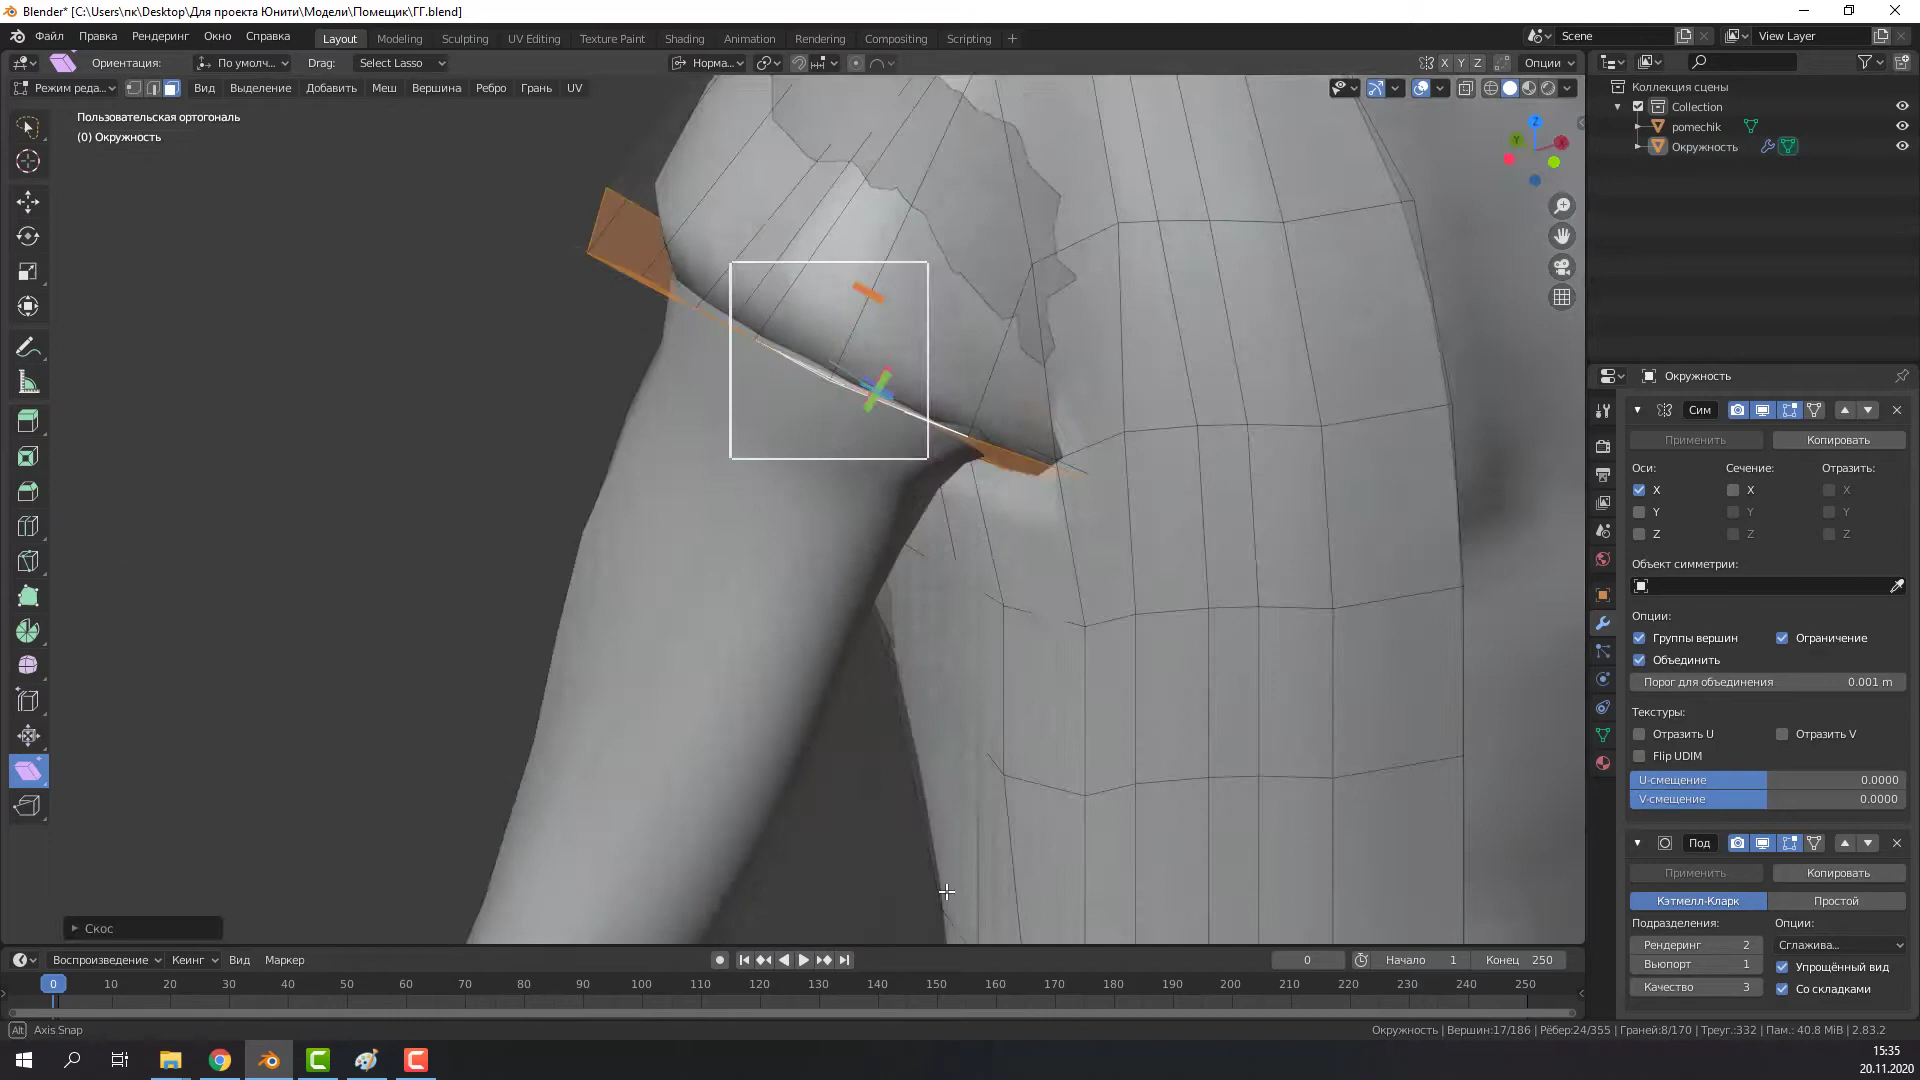 Blender* [C:\Users\пк\Desktop\Для проекта Юнити\Модели\Помещик\ГГ.blend]
Файл Правка Рендеринг Окно Справка Layout Modeling Sculpting UV Editing Texture Paint Shading Animation Rendering Compositing Scripting Scene View Layer
Ориентация: По умолч... Drag: Select Lasso Норма... X Y Z Опции
Режим реда... Вид Выделение Добавить Меш Вершина Ребро Грань UV
Пользовательская ортогональ
(0) Окружность
Z
Y
X
Коллекция сцены
Collection
pomechik
Окружность
Окружность
Сим
Применить Копировать
Оси: Сечение: Отразить:
X X X
Y Y Y
Z Z Z
Объект симметрии:
Опции:
Группы вершин Ограничение
Объединить
Порог для объединения 0.001 m
Текстуры:
Отразить U Отразить V
Flip UDIM
U-смещение 0.0000
V-смещение 0.0000
Под
Применить Копировать
Кэтмелл-Кларк Простой
Подразделения: Опции:
Рендеринг 2 Сглажива...
Вьюпорт 1 Упрощённый вид
Качество 3 Со складками
Скос
Воспроизведение Кеинг Вид Маркер 0 Начало 1 Конец 250
0 10 20 30 40 50 60 70 80 90 100 110 120 130 140 150 160 170 180 190 200 210 220 230 240 250
Alt Axis Snap Окружность | Вершин:17/186 | Рёбер:24/355 | Граней:8/170 | Треуг.:332 | Пам.: 40.8 MiB | 2.83.2
15:35
20.11.2020